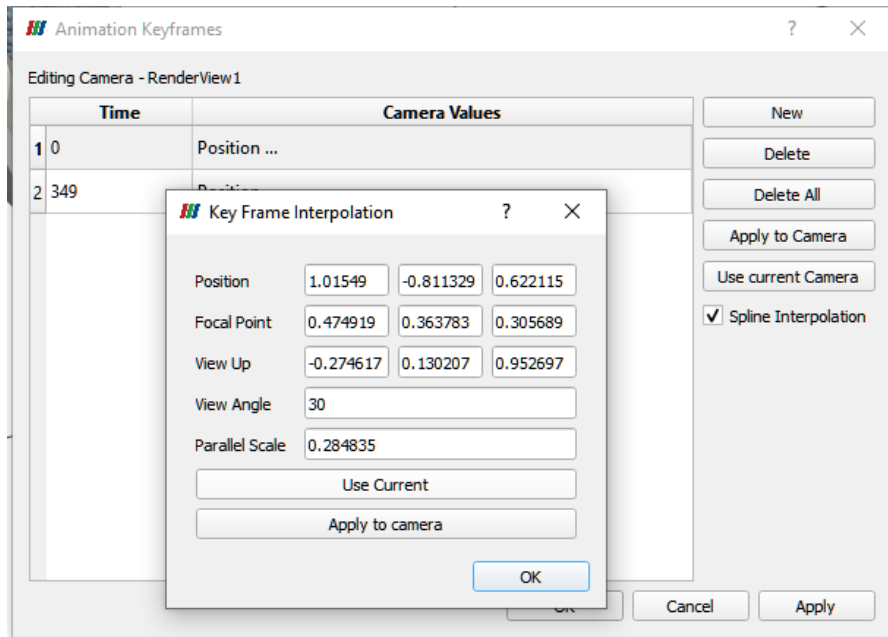 Animation Keyframes ?
Editing Camera - RenderView1
Time Camera Values
1 0 Position ...
2 349
New
Delete
Delete All
Apply to Camera
Use current Camera
Spline Interpolation
Key Frame Interpolation ?
Position 1.01549 -0.811329 0.622115
Focal Point 0.474919 0.363783 0.305689
View Up -0.274617 0.130207 0.952697
View Angle 30
Parallel Scale 0.284835
Use Current
Apply to camera
OK
Cancel Apply